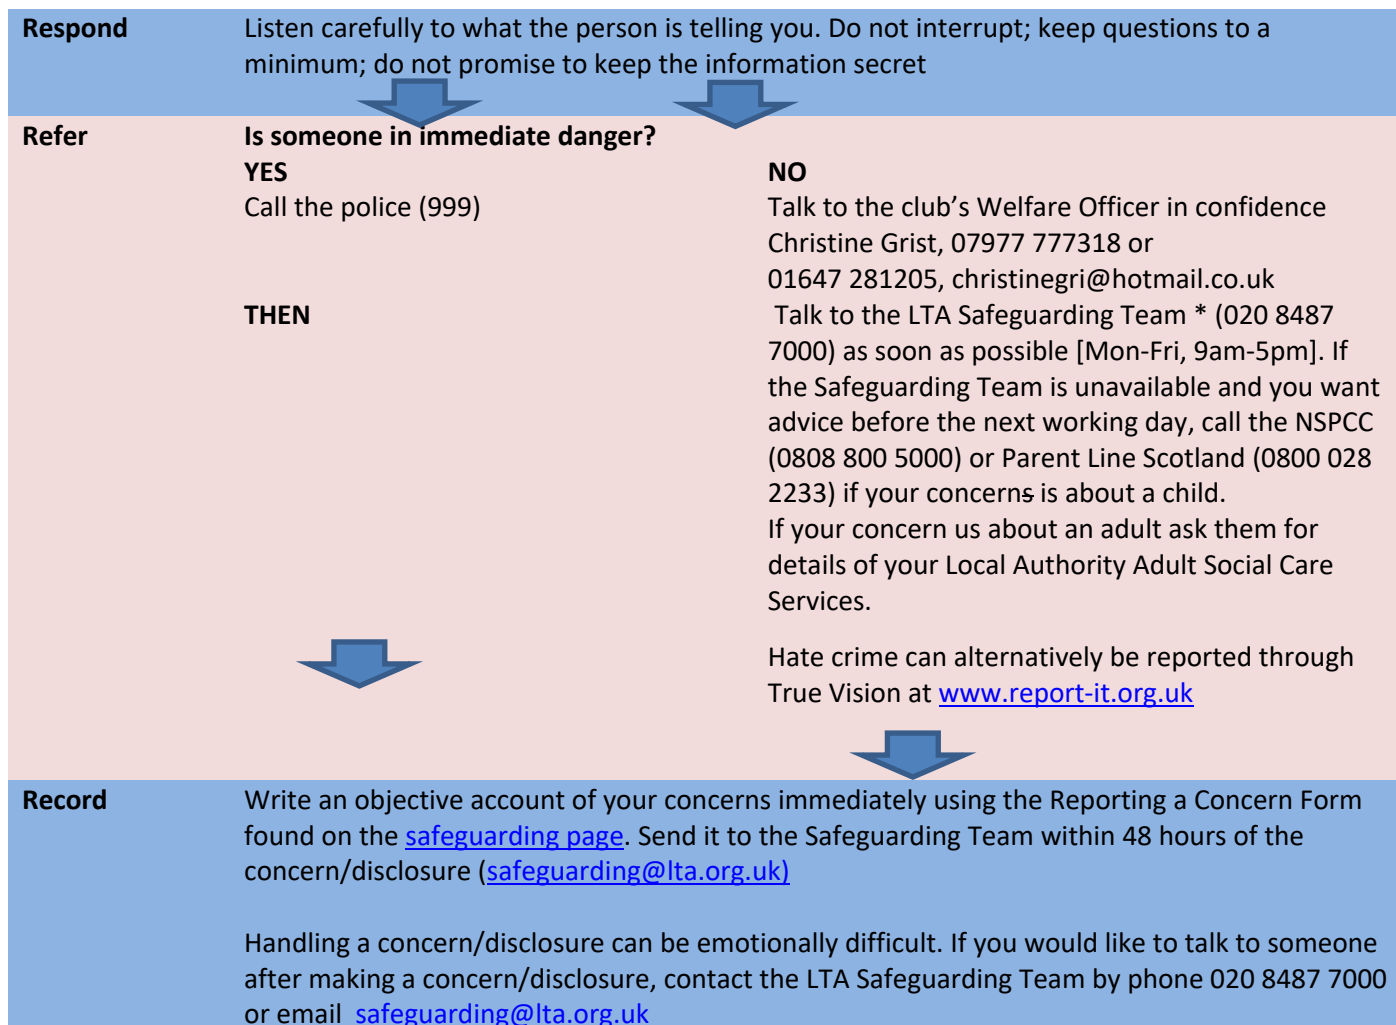 Respond
Listen carefully to what the person is telling you. Do not interrupt; keep questions to a
minimum; do not promise to keep the information secret
Refer
Is someone in immediate danger?
YES
Call the police (999)
THEN
NO
Talk to the club’s Welfare Officer in confidence
Christine Grist, 07977 777318 or
01647 281205, christinegri@hotmail.co.uk
Talk to the LTA Safeguarding Team * (020 8487
7000) as soon as possible [Mon-Fri, 9am-5pm]. If
the Safeguarding Team is unavailable and you want
advice before the next working day, call the NSPCC
(0808 800 5000) or Parent Line Scotland (0800 028
2233) if your concerns is about a child.
If your concern us about an adult ask them for
details of your Local Authority Adult Social Care
Services.
Hate crime can alternatively be reported through
True Vision at www.report-it.org.uk
Record
Write an objective account of your concerns immediately using the Reporting a Concern Form
found on the safeguarding page. Send it to the Safeguarding Team within 48 hours of the
concern/disclosure (safeguarding@lta.org.uk)
Handling a concern/disclosure can be emotionally difficult. If you would like to talk to someone
after making a concern/disclosure, contact the LTA Safeguarding Team by phone 020 8487 7000
or email safeguarding@lta.org.uk